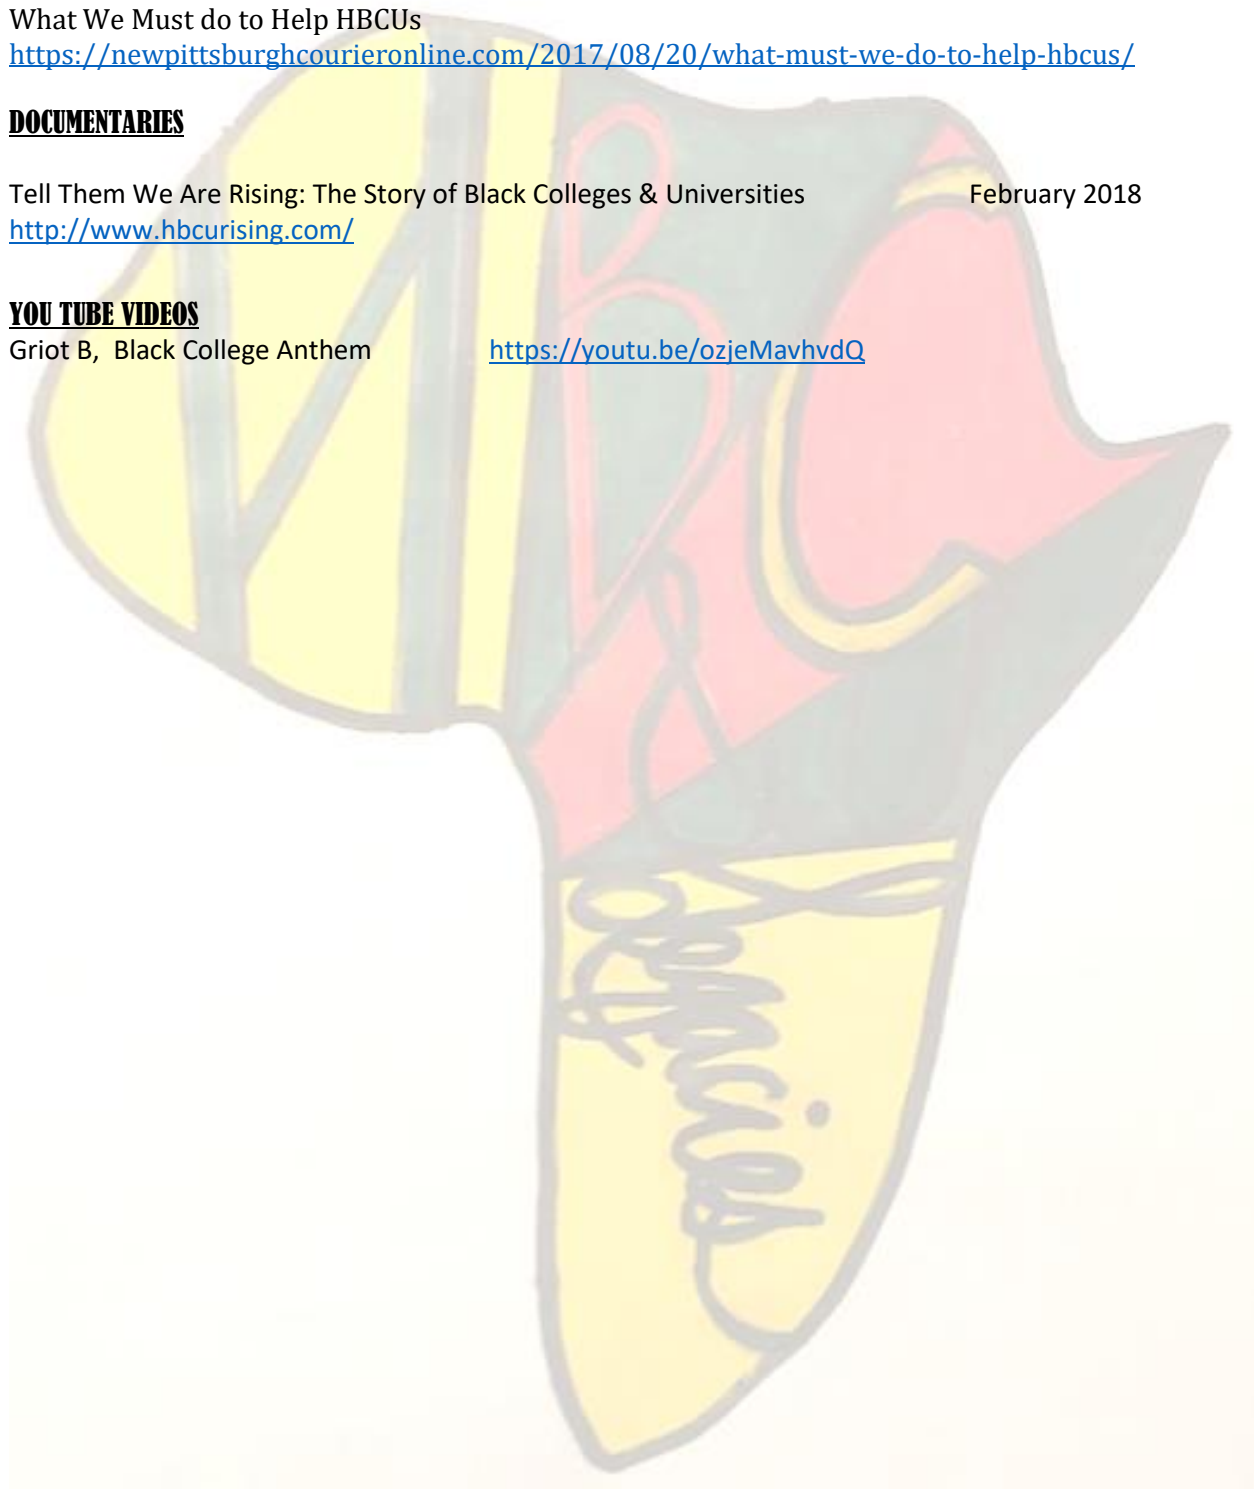 What We Must do to Help HBCUs
https://newpittsburghcourieronline.com/2017/08/20/what-must-we-do-to-help-hbcus/
DOCUMENTARIES
Tell Them We Are Rising: The Story of Black Colleges & Universities February 2018
http://www.hbcurising.com/
YOU TUBE VIDEOS
Griot B, Black College Anthem https://youtu.be/ozjeMavhvdQ